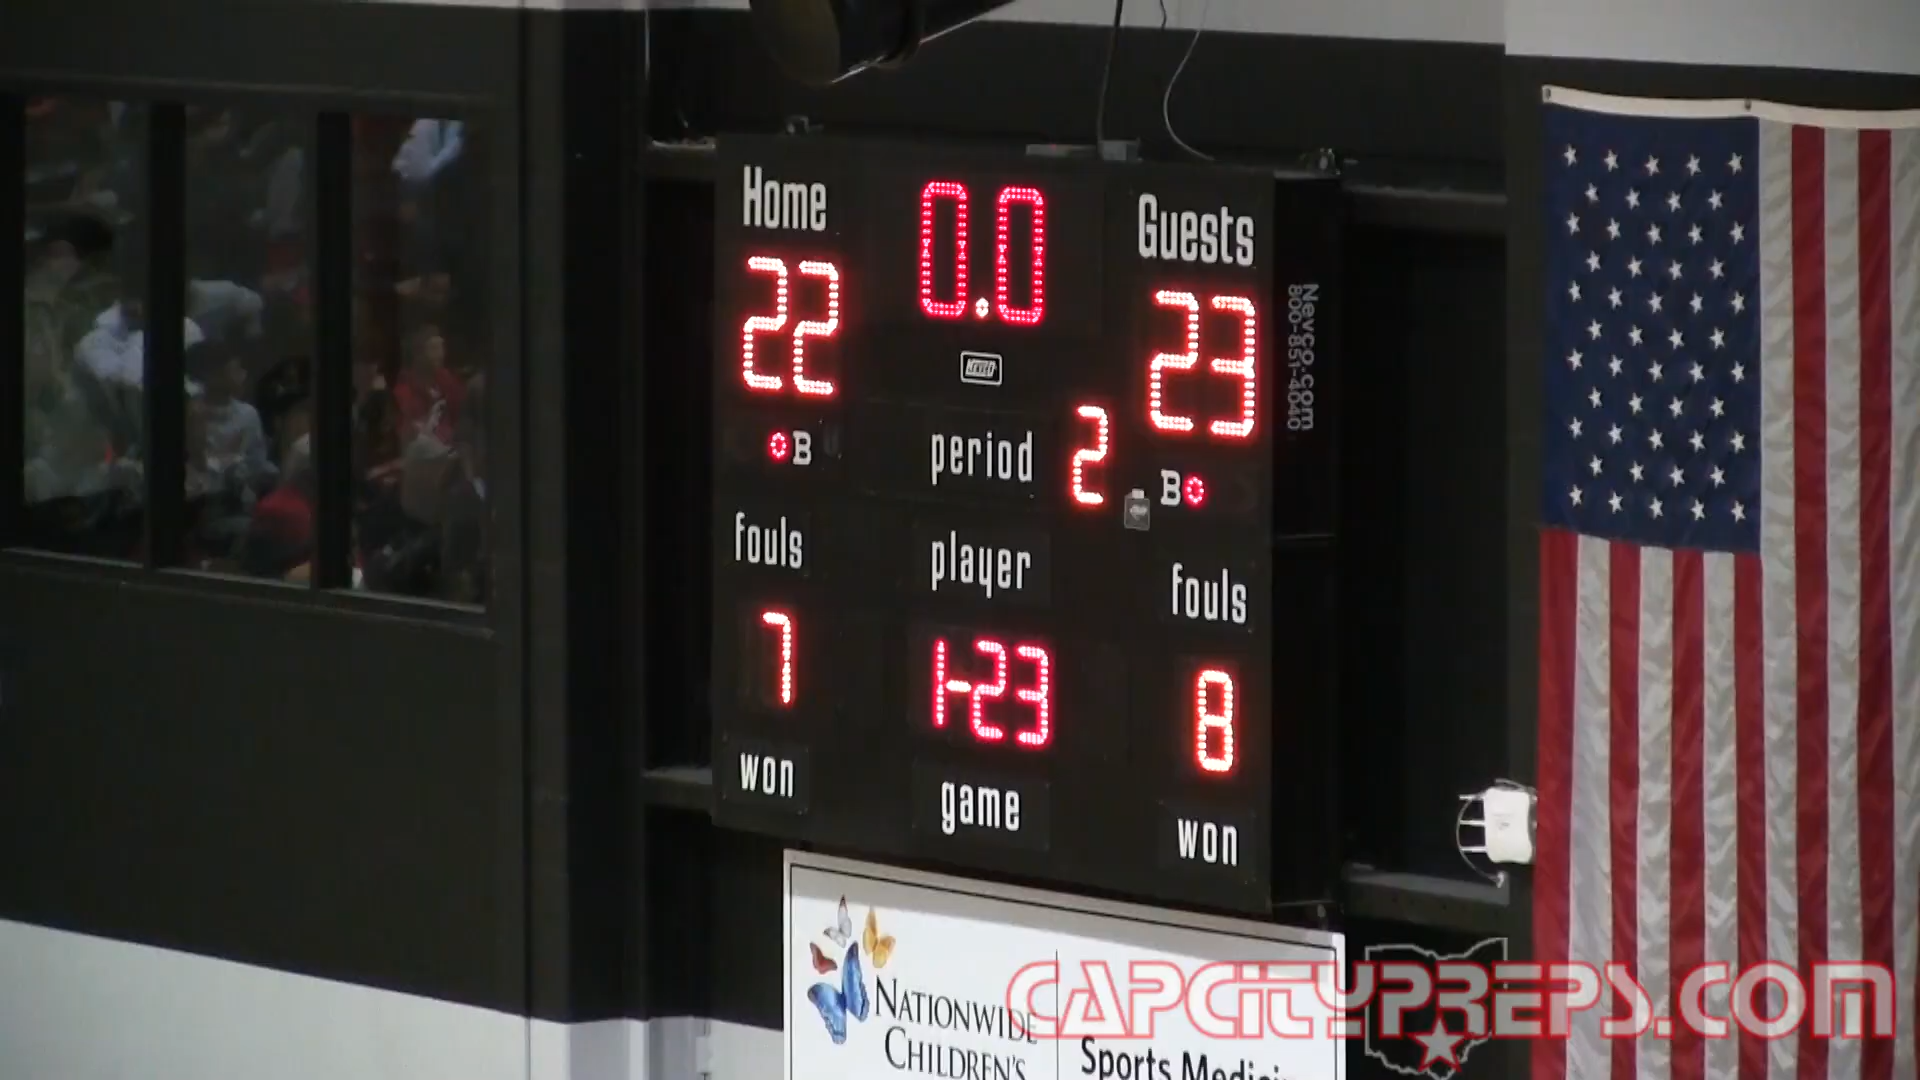 Home
0.0
Guests
22
23
NEVCO
Nevco.com
800-851-4040
B
period
2
B
fouls
player
fouls
7
1-23
8
won
game
won
NATIONWIDE
CHILDREN'S
Sports
CAPCITYPREPS.COM